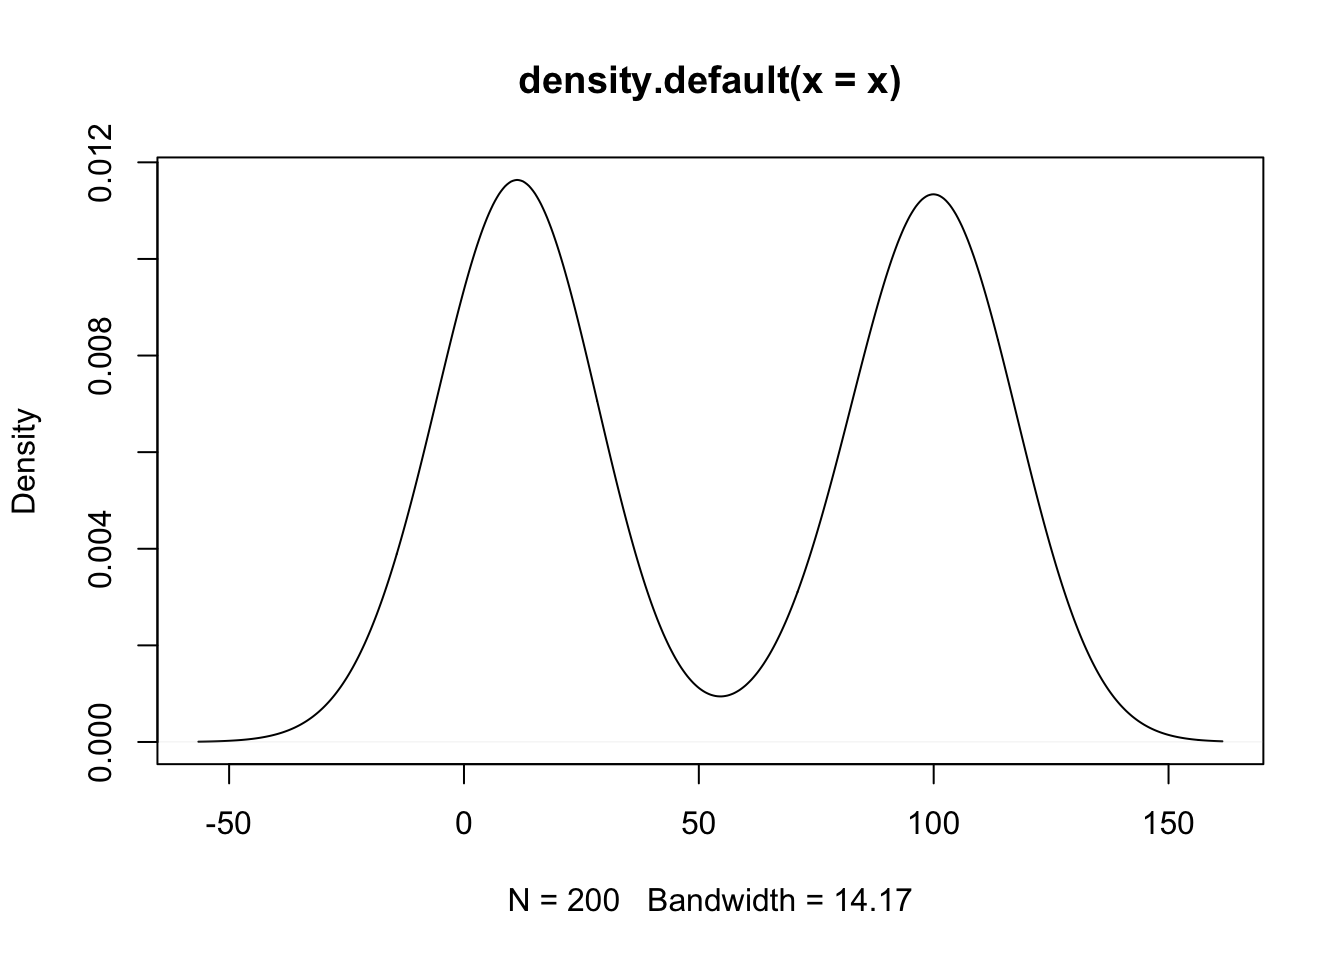 density.default(x = x)
Density
0.012
0.008
0.004
0.000
-50 0 50 100 150
N = 200 Bandwidth = 14.17